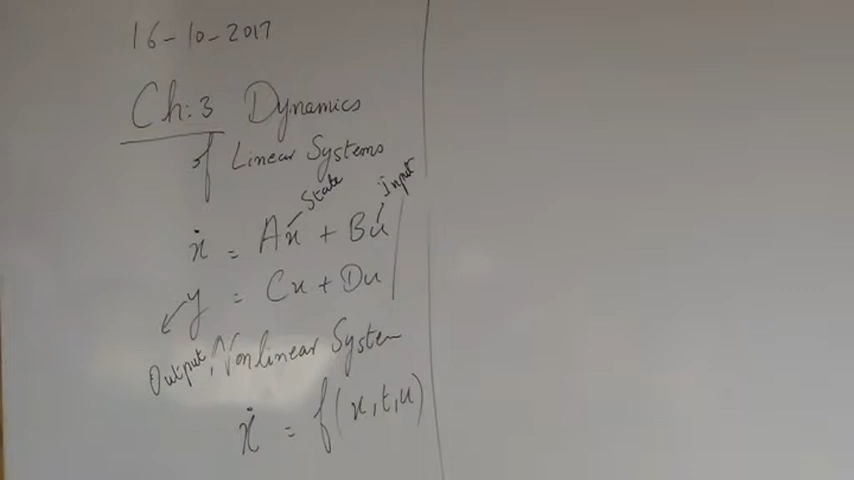 16-10-2017
Ch:3 Dynamics
of Linear Systems
State Input
ẋ = Ax + Bu
y = Cx + Du
Output, Nonlinear System
ẋ = f(x,t,u)